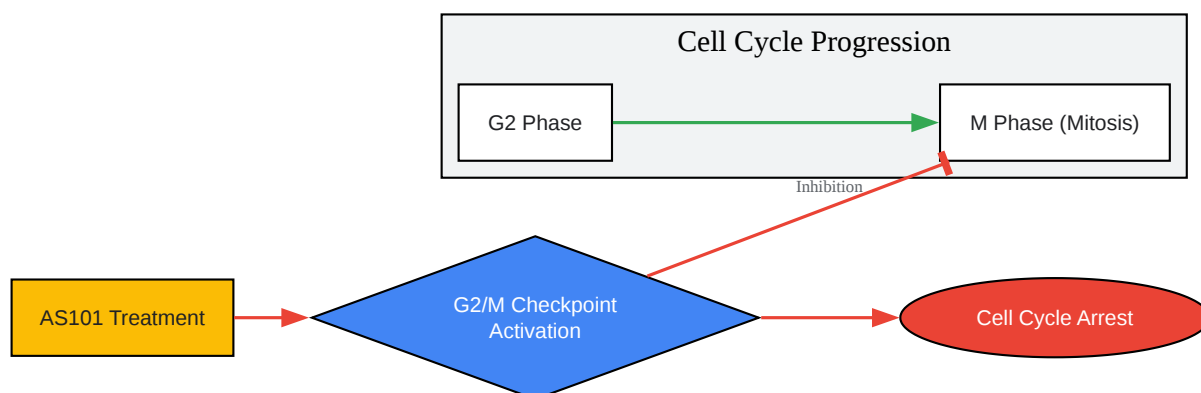 Cell Cycle Progression
G2 Phase
M Phase (Mitosis)
Inhibition
AS101 Treatment
G2/M Checkpoint
Activation
Cell Cycle Arrest